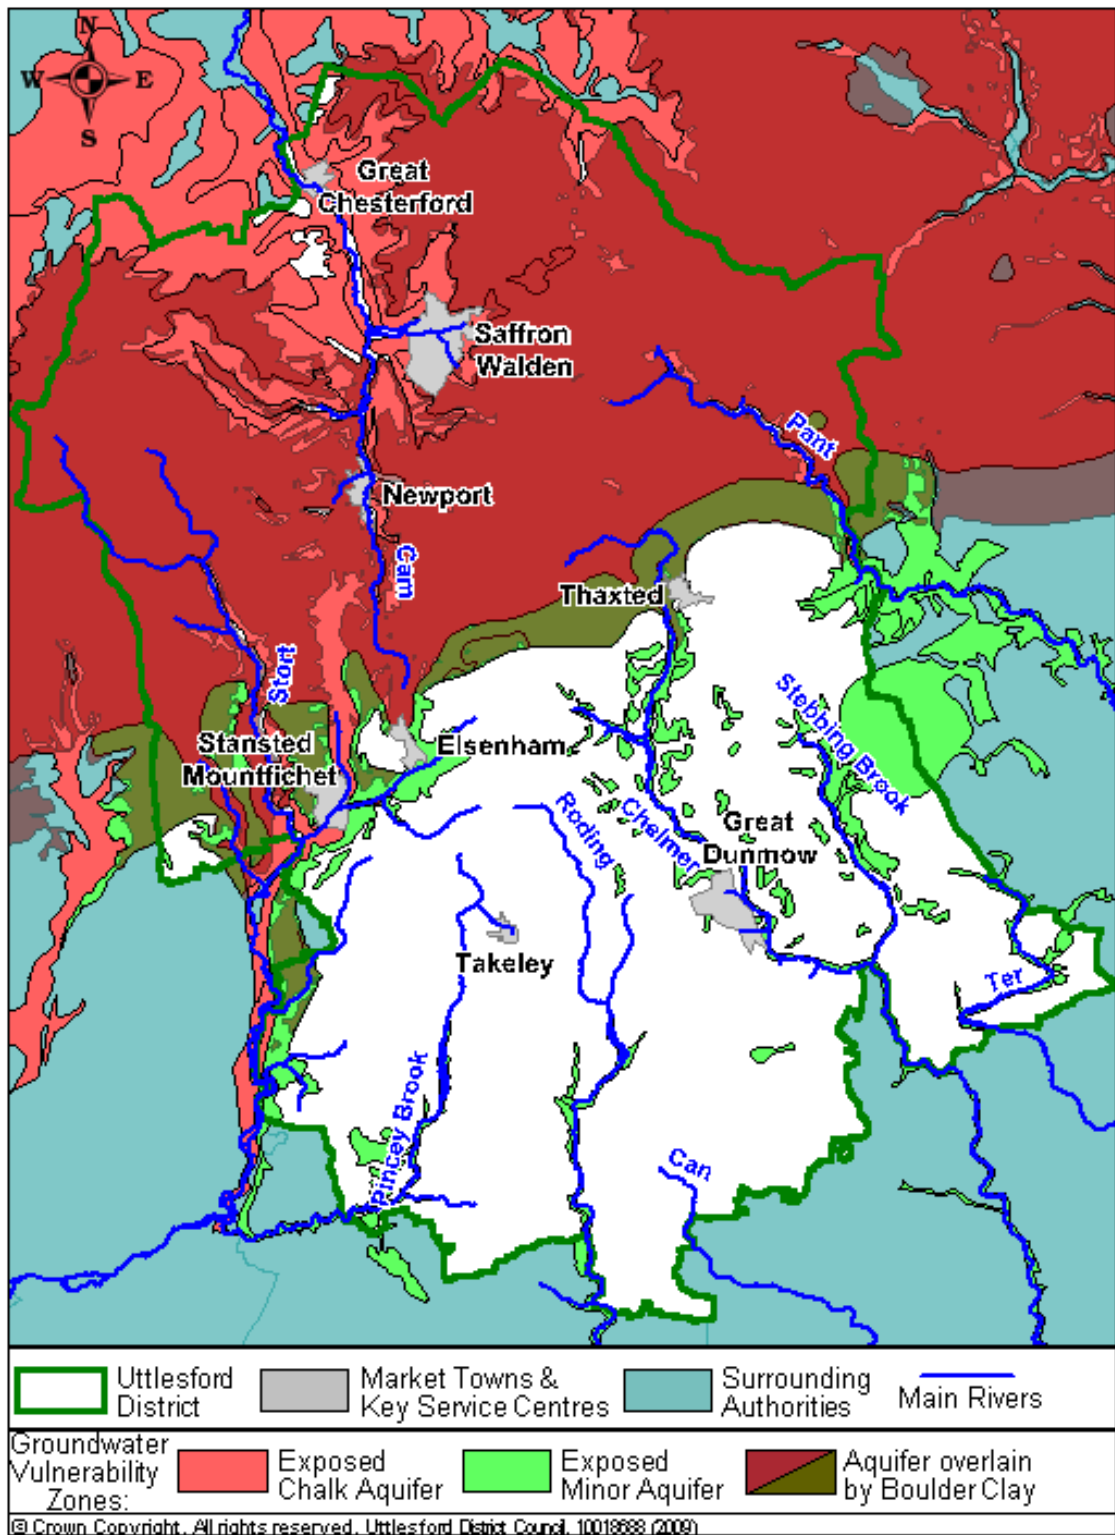 N
W E
S
Great
Chesterford
Saffron
Walden
Pant
Newport
Cam
Thaxted
Stort
Stebbing Brook
Stansted
Mountfichet
Elsenham
Roding
Chelmer
Great
Dunmow
Takeley
Ter
Pincey Brook
Can
Uttlesford
District
Market Towns &
Key Service Centres
Surrounding
Authorities
Main Rivers
Groundwater
Vulnerability
Zones:
Exposed
Chalk Aquifer
Exposed
Minor Aquifer
Aquifer overlain
by Boulder Clay
© Crown Copyright. All rights reserved. Uttlesford District Council. 10018688 (2009)